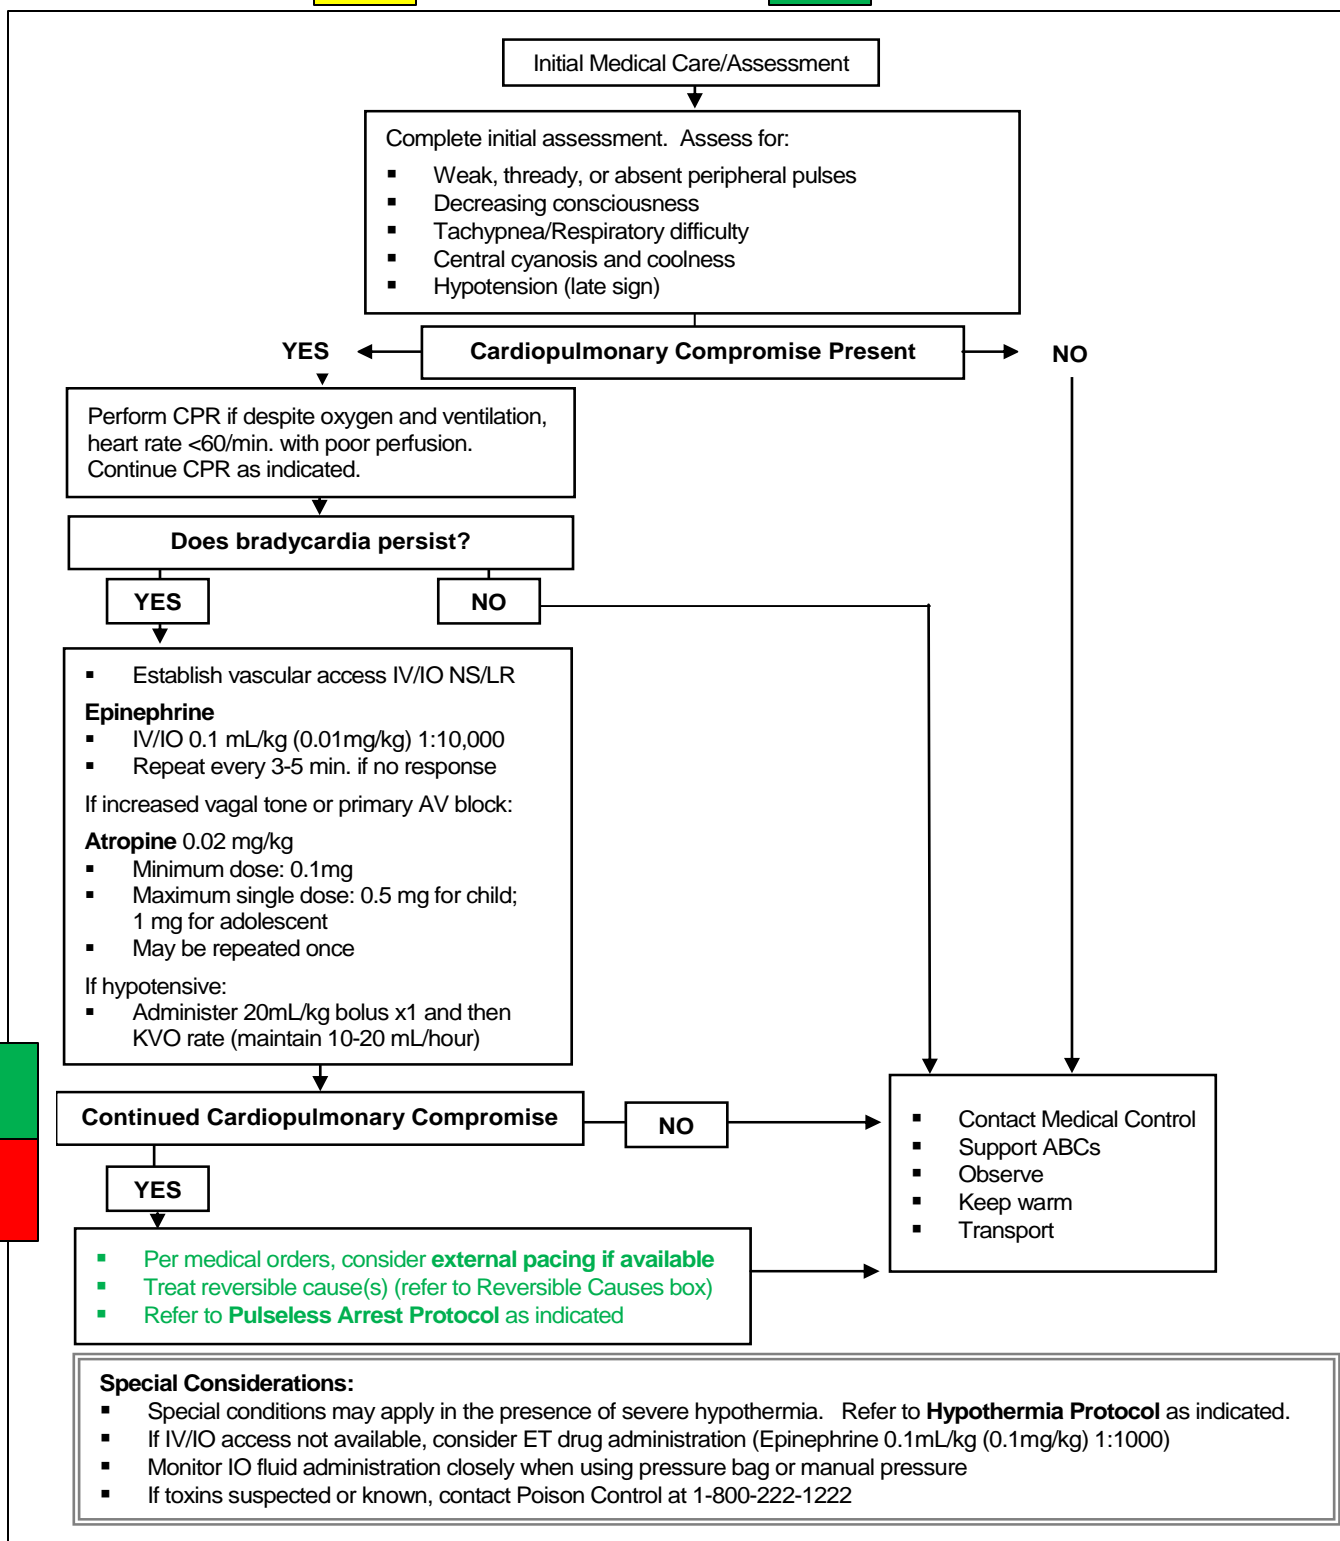 Initial Medical Care/Assessment
Complete initial assessment.  Assess for:
▪ Weak, thready, or absent peripheral pulses
▪ Decreasing consciousness
▪ Tachypnea/Respiratory difficulty
▪ Central cyanosis and coolness
▪ Hypotension (late sign)
YES
Cardiopulmonary Compromise Present
NO
Perform CPR if despite oxygen and ventilation,
heart rate <60/min. with poor perfusion.
Continue CPR as indicated.
Does bradycardia persist?
YES
NO
▪ Establish vascular access IV/IO NS/LR
Epinephrine
▪ IV/IO 0.1 mL/kg (0.01mg/kg) 1:10,000
▪ Repeat every 3-5 min. if no response
If increased vagal tone or primary AV block:
Atropine 0.02 mg/kg
▪ Minimum dose: 0.1mg
▪ Maximum single dose: 0.5 mg for child;
1 mg for adolescent
▪ May be repeated once
If hypotensive:
▪ Administer 20mL/kg bolus x1 and then
KVO rate (maintain 10-20 mL/hour)
Continued Cardiopulmonary Compromise
NO
▪ Contact Medical Control
▪ Support ABCs
▪ Observe
▪ Keep warm
▪ Transport
YES
▪ Per medical orders, consider external pacing if available
▪ Treat reversible cause(s) (refer to Reversible Causes box)
▪ Refer to Pulseless Arrest Protocol as indicated
Special Considerations:
▪ Special conditions may apply in the presence of severe hypothermia.   Refer to Hypothermia Protocol as indicated.
▪ If IV/IO access not available, consider ET drug administration (Epinephrine 0.1mL/kg (0.1mg/kg) 1:1000)
▪ Monitor IO fluid administration closely when using pressure bag or manual pressure
▪ If toxins suspected or known, contact Poison Control at 1-800-222-1222